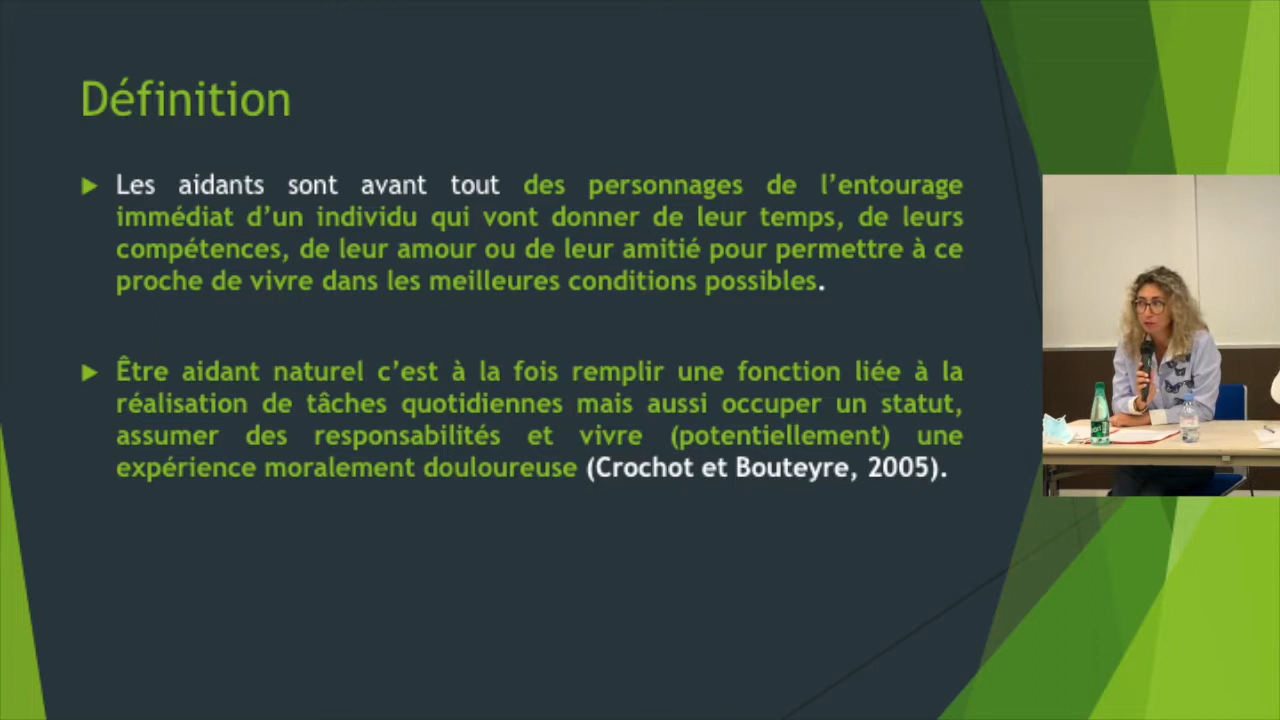 Définition
Les aidants sont avant tout des personnages de l’entourage
immédiat d’un individu qui vont donner de leur temps, de leurs
compétences, de leur amour ou de leur amitié pour permettre à ce
proche de vivre dans les meilleures conditions possibles.
Être aidant naturel c’est à la fois remplir une fonction liée à la
réalisation de tâches quotidiennes mais aussi occuper un statut,
assumer des responsabilités et vivre (potentiellement) une
expérience moralement douloureuse (Crochot et Bouteyre, 2005).